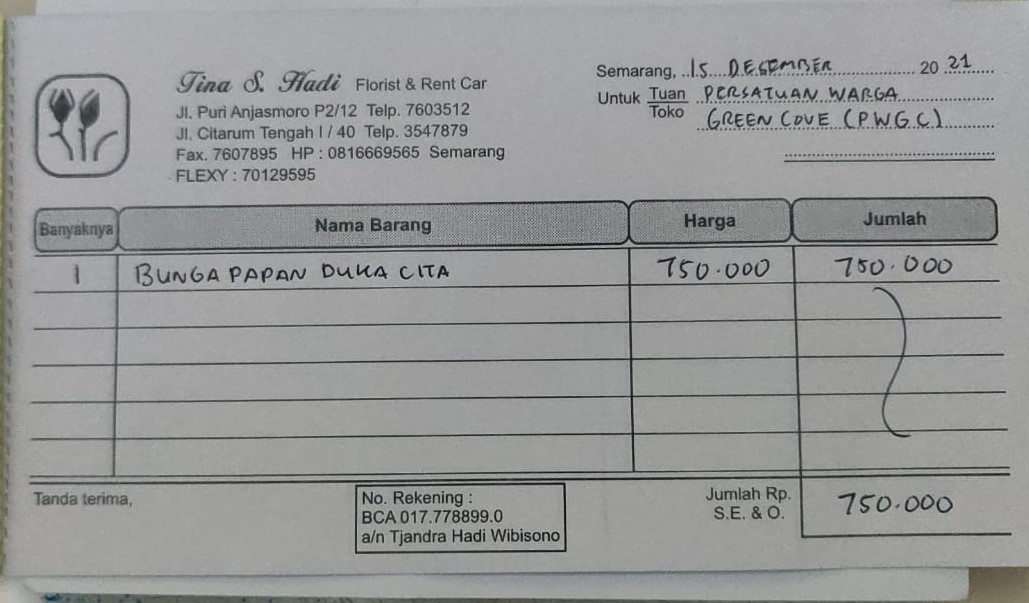 Tina S. Hadi Florist & Rent Car
Jl. Puri Anjasmoro P2/12 Telp. 7603512
Jl. Citarum Tengah I / 40 Telp. 3547879
Fax. 7607895 HP : 0816669565 Semarang
FLEXY : 70129595
Semarang, 15 DESEMBER 2021
Untuk Tuan PERSATUAN WARGA
Toko GREEN COVE (PWGC)
Banyaknya Nama Barang Harga Jumlah
1 BUNGA PAPAN DUKA CITA 750.000 750.000
Tanda terima,
No. Rekening :
BCA 017.778899.0
a/n Tjandra Hadi Wibisono
Jumlah Rp. 750.000
S.E. & O.